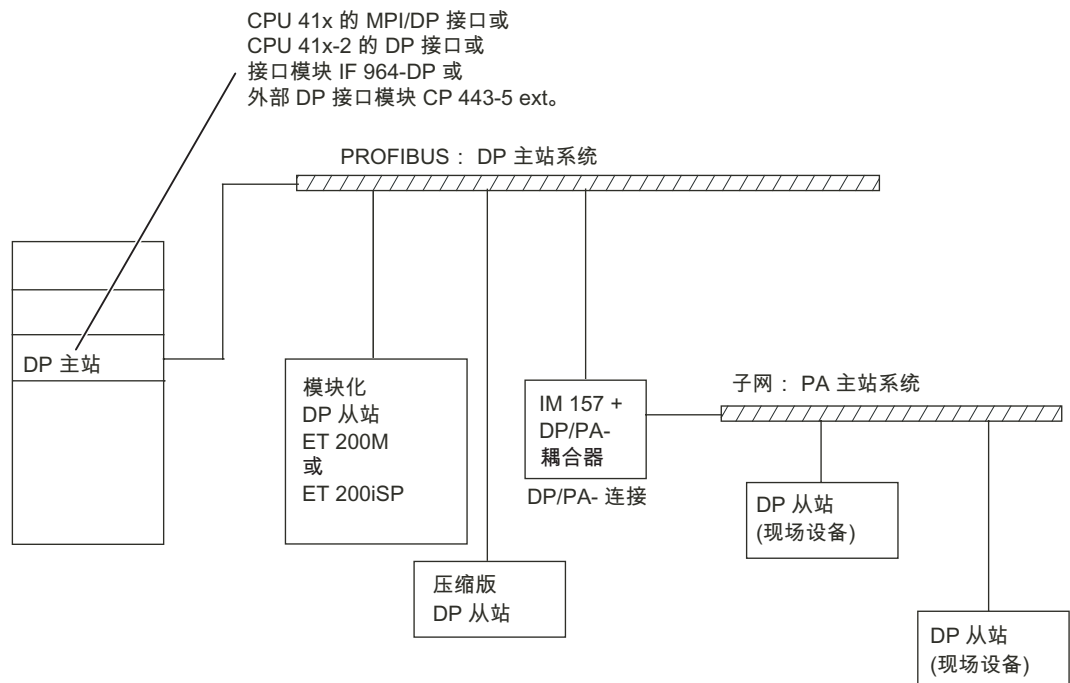 CPU 41x 的 MPI/DP 接口或
CPU 41x-2 的 DP 接口或
接口模块 IF 964-DP 或
外部 DP 接口模块 CP 443-5 ext。
PROFIBUS： DP 主站系统
DP 主站
模块化
DP 从站
ET 200M
或
ET 200iSP
IM 157 +
DP/PA-
耦合器
DP/PA- 连接
子网： PA 主站系统
压缩版
DP 从站
DP 从站
(现场设备)
DP 从站
(现场设备)